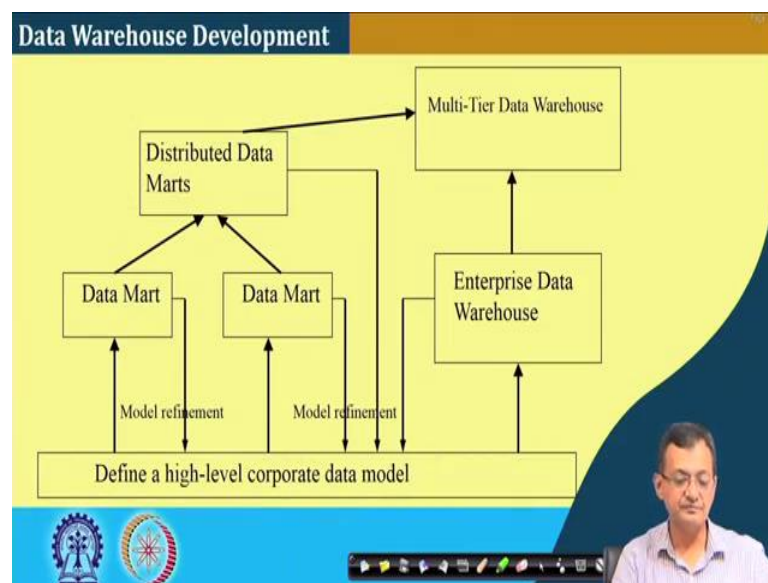 Data Warehouse Development
Multi-Tier Data Warehouse
Distributed Data
Marts
Data Mart
Data Mart
Enterprise Data
Warehouse
Model refinement
Model refinement
Define a high-level corporate data model